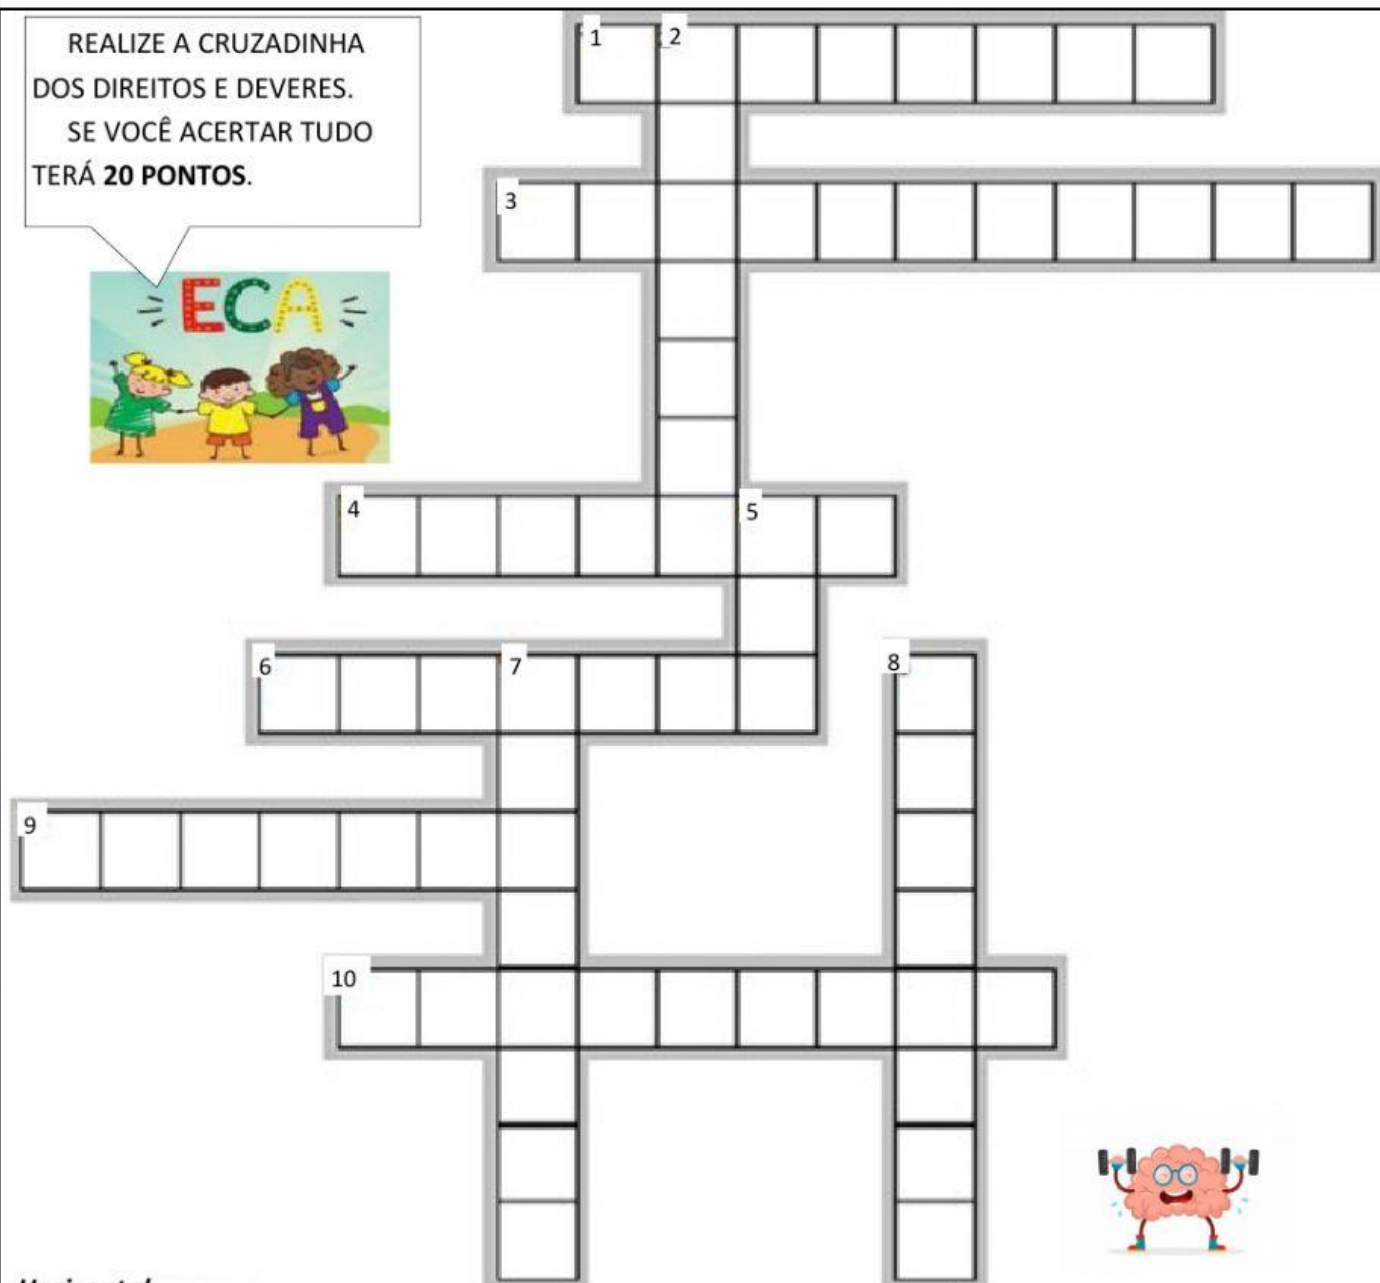 REALIZE A CRUZADINHA
DOS DIREITOS E DEVERES.
SE VOCÊ ACERTAR TUDO
TERÁ 20 PONTOS.
ECA
1 2
3
4 5
6 7 8
9
10